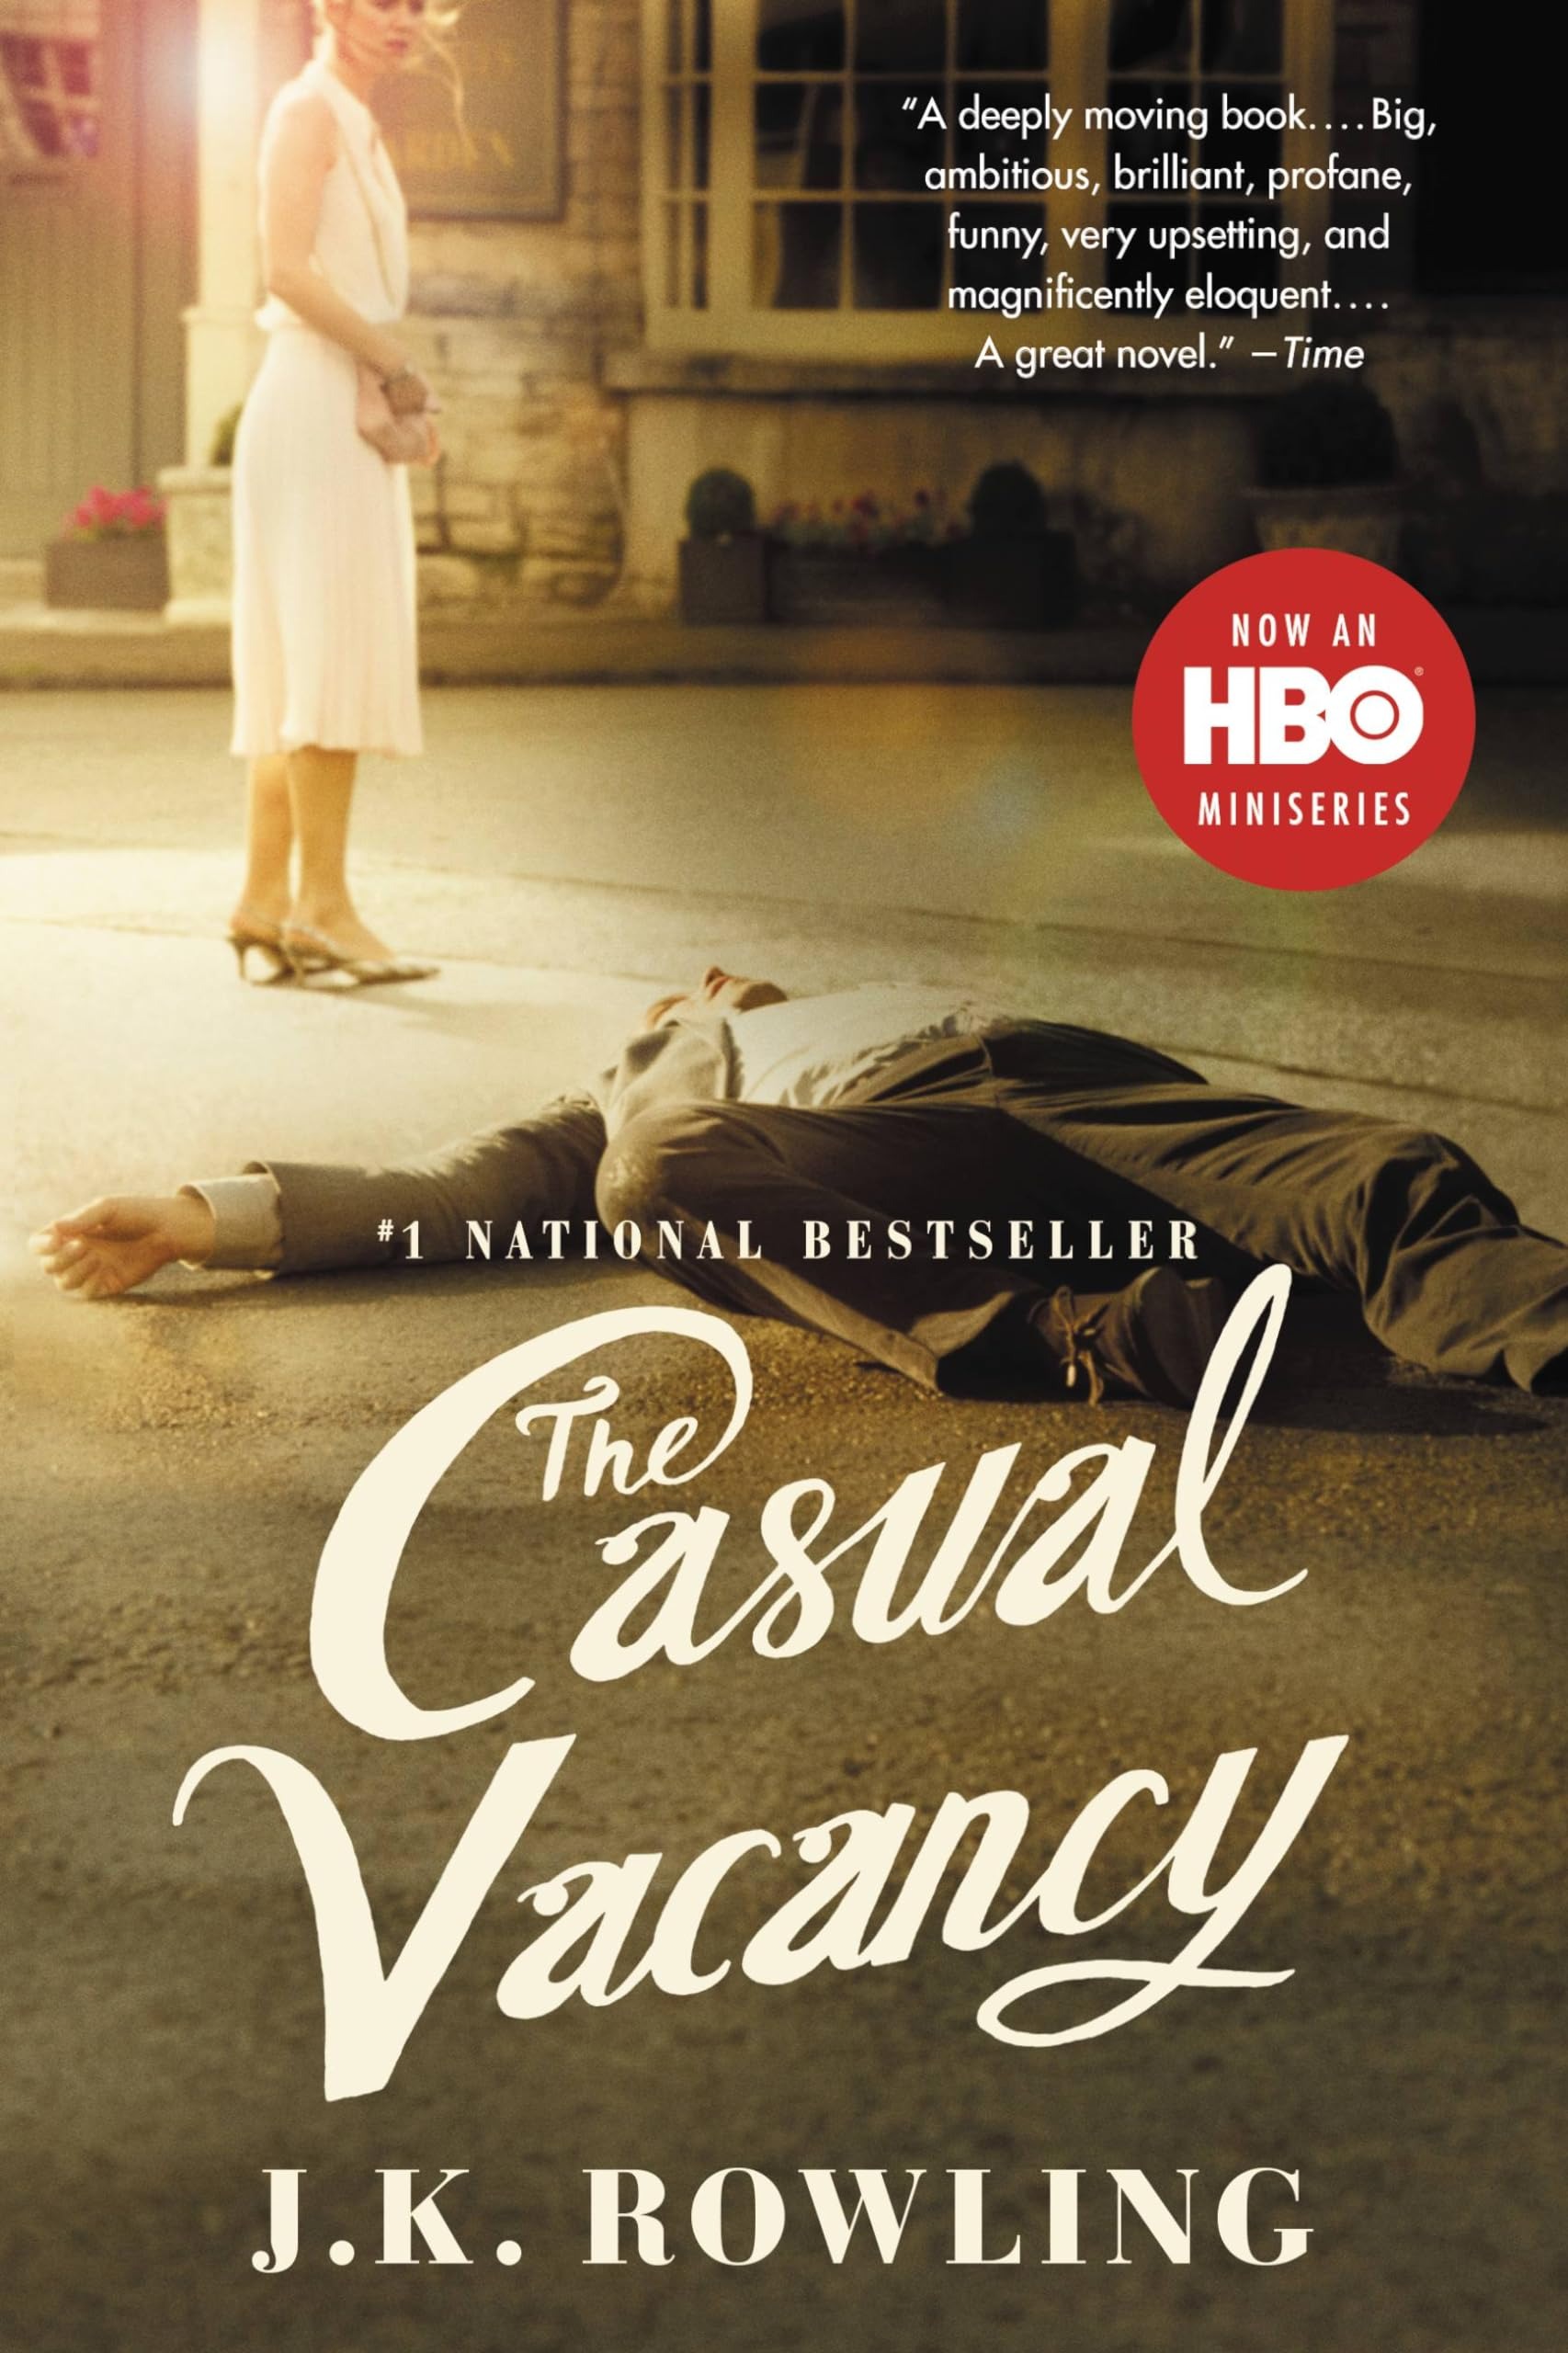 “A deeply moving book....Big,
ambitious, brilliant, profane,
funny, very upsetting, and
magnificently eloquent....
A great novel.” –Time
NOW AN
HBO®
MINISERIES
#1 NATIONAL BESTSELLER
The
Casual
Vacancy
J.K. ROWLING